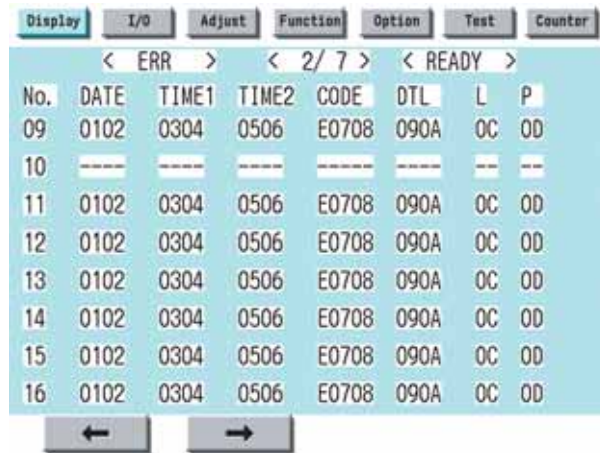 Display I/O Adjust Function Option Test Counter
< ERR > < 2/ 7 > < READY >
No. DATE TIME1 TIME2 CODE DTL L P
09 0102 0304 0506 E0708 090A 0C 0D
10 ---- ---- ---- ----- ---- -- --
11 0102 0304 0506 E0708 090A 0C 0D
12 0102 0304 0506 E0708 090A 0C 0D
13 0102 0304 0506 E0708 090A 0C 0D
14 0102 0304 0506 E0708 090A 0C 0D
15 0102 0304 0506 E0708 090A 0C 0D
16 0102 0304 0506 E0708 090A 0C 0D
← →